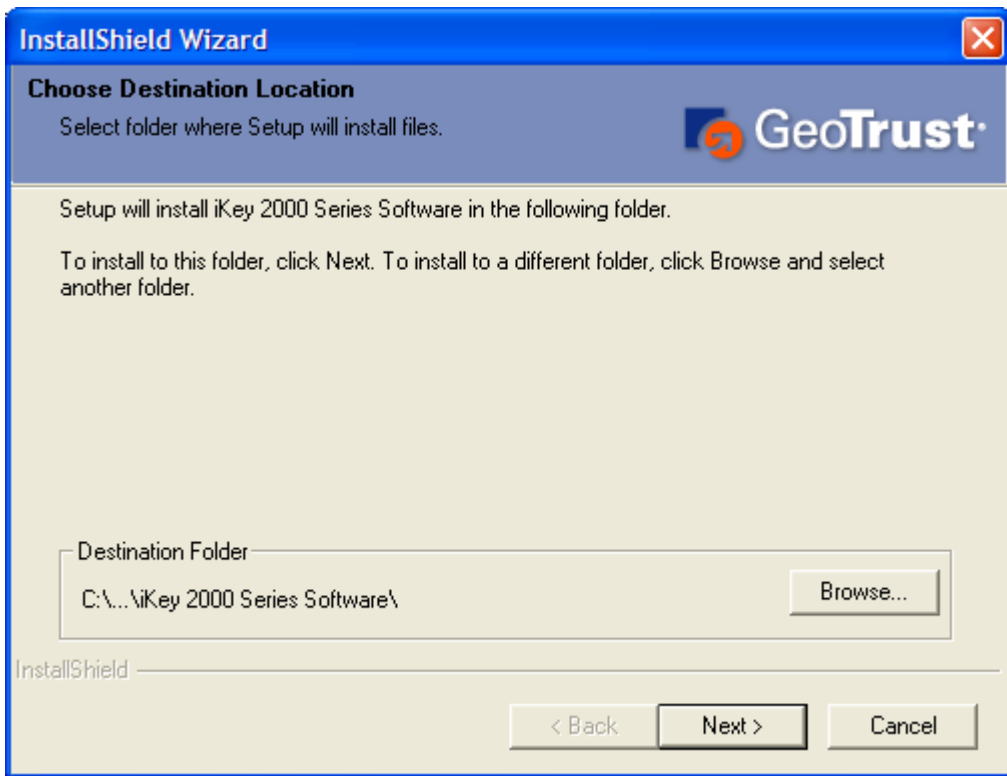 InstallShield Wizard
Choose Destination Location
Select folder where Setup will install files.
GeoTrust
Setup will install iKey 2000 Series Software in the following folder.
To install to this folder, click Next. To install to a different folder, click Browse and select
another folder.
Destination Folder
C:\...\iKey 2000 Series Software\
Browse...
InstallShield
< Back
Next >
Cancel